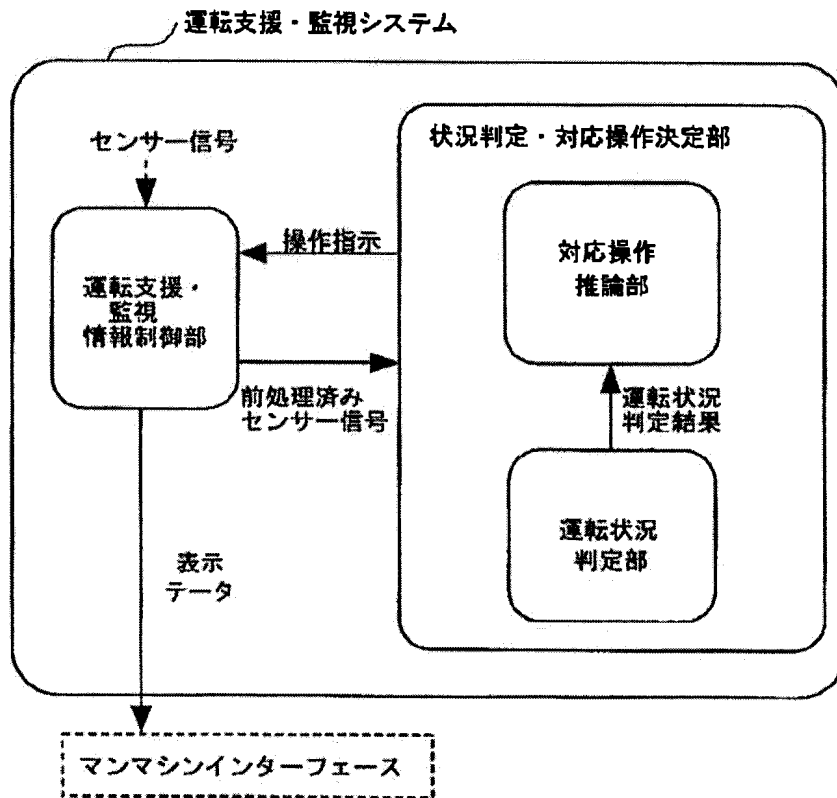 運転支援・監視システム
センサー信号
状況判定・対応操作決定部
操作指示
対応操作
推論部
運転支援・
監視
情報制御部
前処理済み
センサー信号
運転状況
判定結果
運転状況
判定部
表示
テータ
マンマシンインターフェース